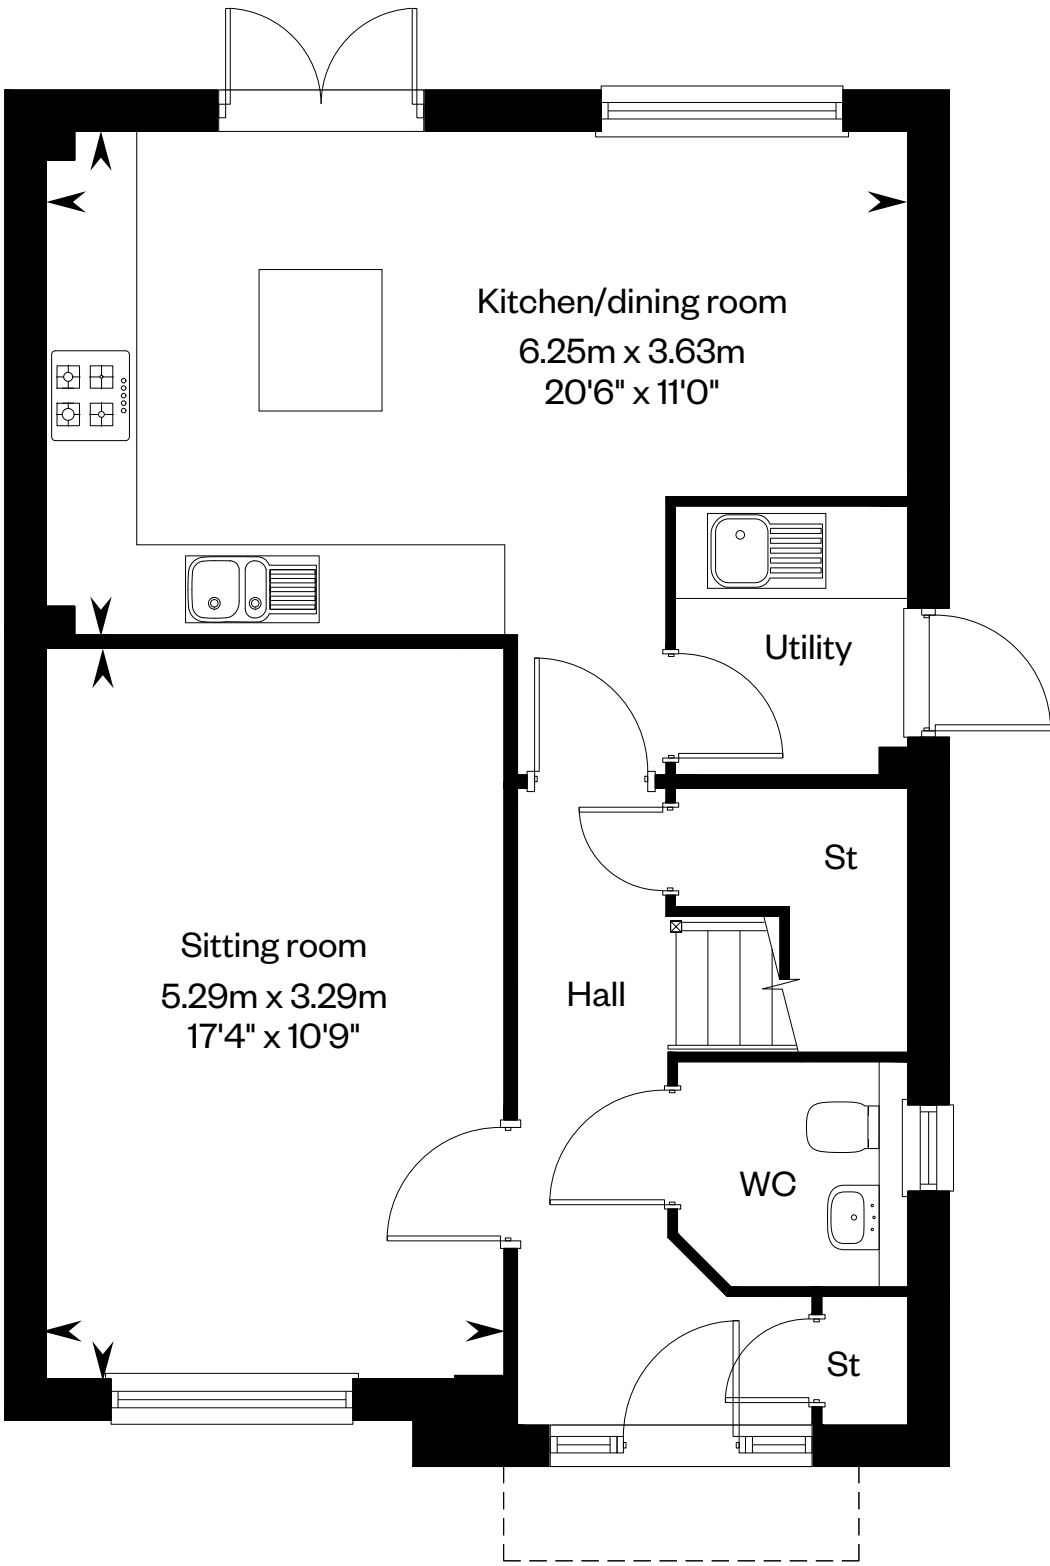 Kitchen/dining room
6.25m x 3.63m
20'6" x 11'0"
Utility
St
Sitting room
5.29m x 3.29m
17'4" x 10'9"
Hall
WC
St